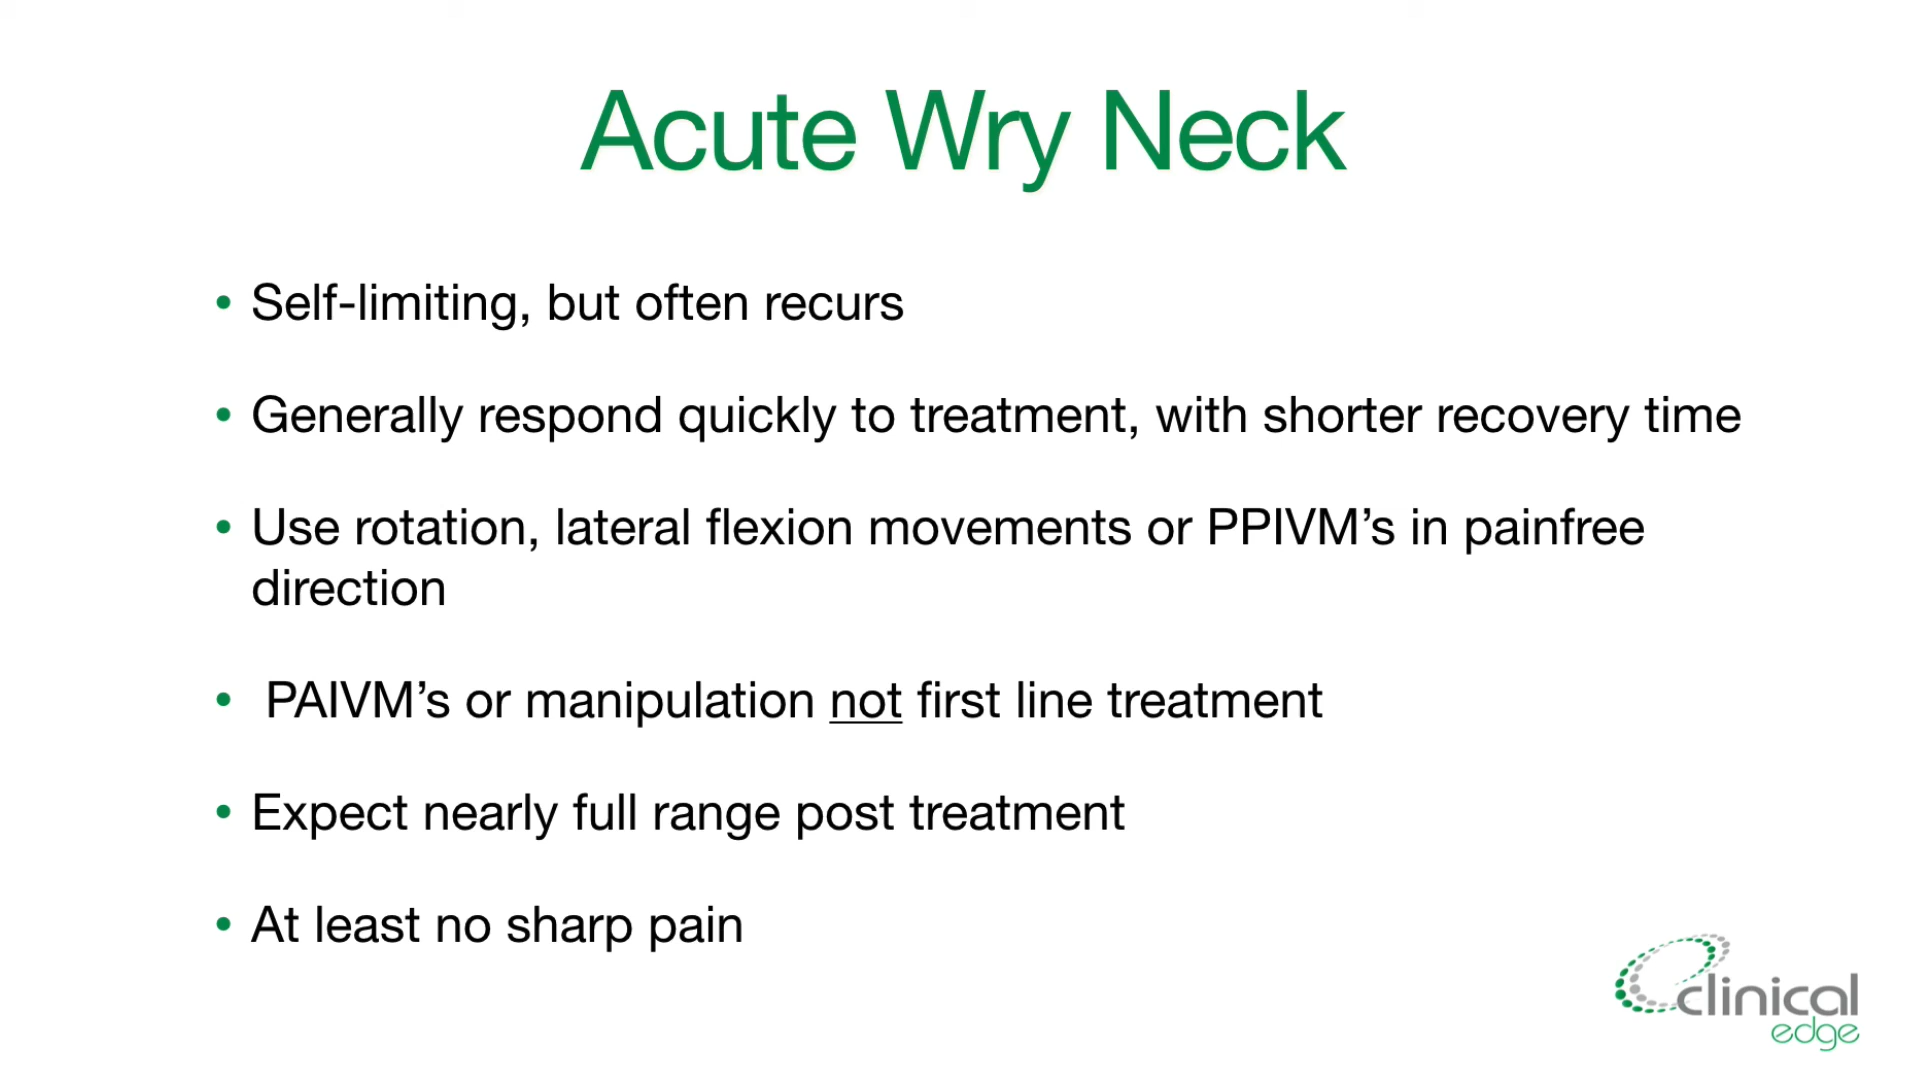 Acute Wry Neck
• Self-limiting, but often recurs
• Generally respond quickly to treatment, with shorter recovery time
• Use rotation, lateral flexion movements or PPIVM’s in painfree
direction
• PAIVM’s or manipulation not first line treatment
• Expect nearly full range post treatment
• At least no sharp pain
clinical
edge